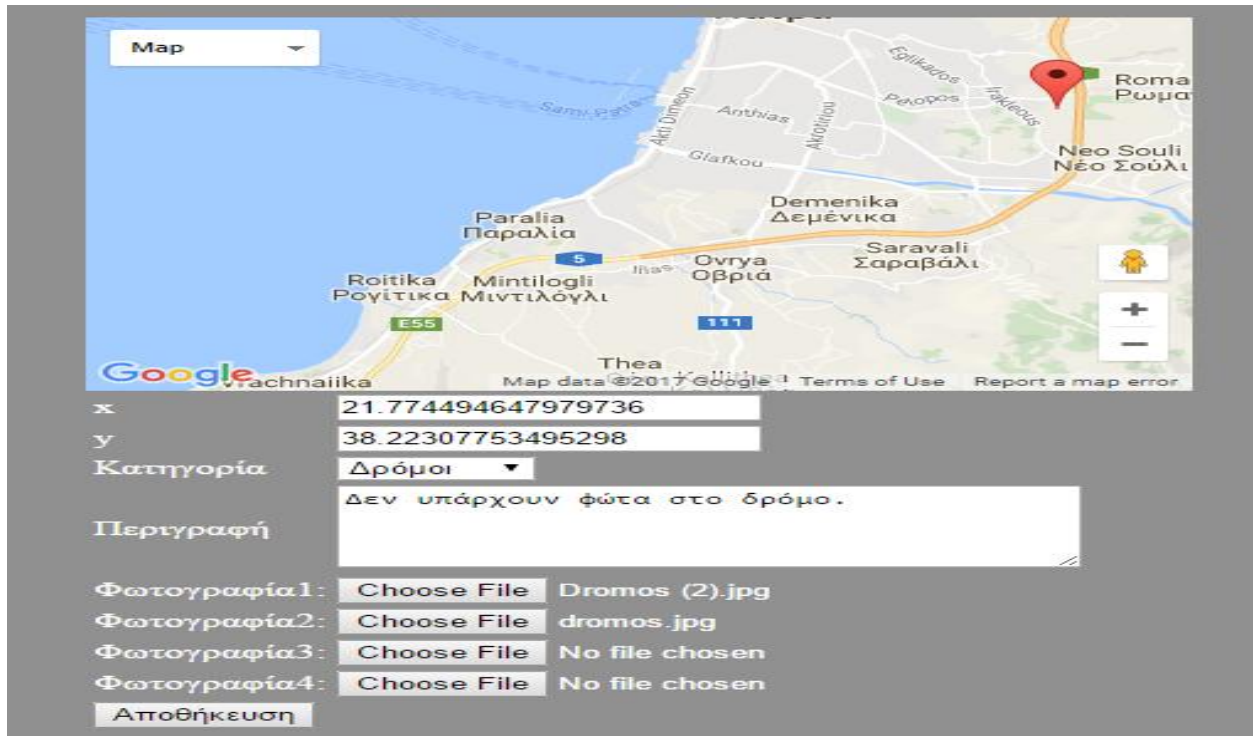 Map
Eglikados
Roma
Ρωμα
Sami-Patra
Akti Dimeon
Anthias
Akrotiriou
Pelopos
Irakleous
Glafkou
Neo Souli
Νέο Σούλι
Demenika
Δεμένικα
Paralia
Παραλία
5
Saravali
Σαραβάλι
Ovrya
Οβριά
Roitika
Ρογίτικα
Mintilogli
Μιντιλόγλι
E55
111
Thea
Google
Map data ©2017 Google Terms of Use Report a map error
x 21.774494647979736
y 38.22307753495298
Κατηγορία Δρόμοι
Περιγραφή Δεν υπάρχουν φώτα στο δρόμο.
Φωτογραφία1: Choose File Dromos (2).jpg
Φωτογραφία2: Choose File dromos.jpg
Φωτογραφία3: Choose File No file chosen
Φωτογραφία4: Choose File No file chosen
Αποθήκευση